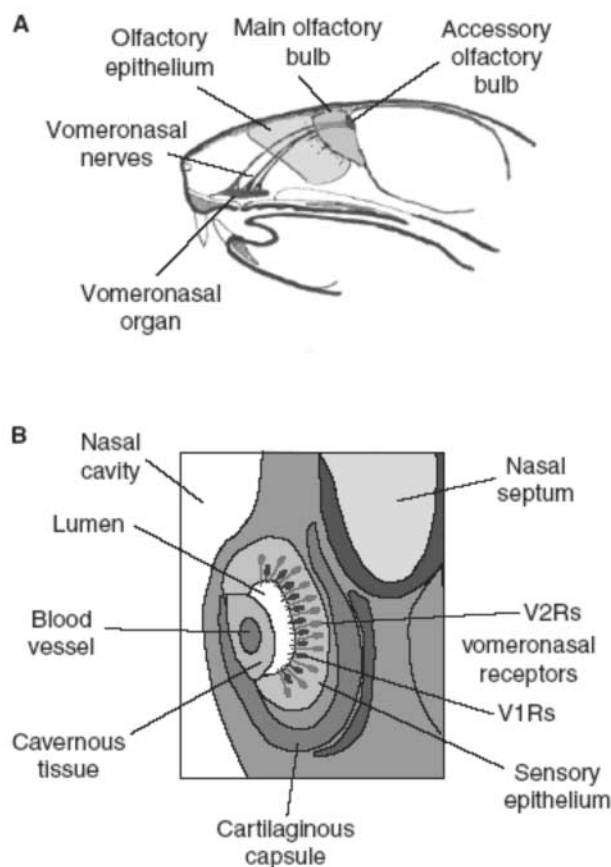 A
Olfactory
epithelium
Main olfactory
bulb
Accessory
olfactory
bulb
Vomeronasal
nerves
Vomeronasal
organ
B
Nasal
cavity
Nasal
septum
Lumen
Blood
vessel
V2Rs
vomeronasal
receptors
V1Rs
Cavernous
tissue
Sensory
epithelium
Cartilaginous
capsule